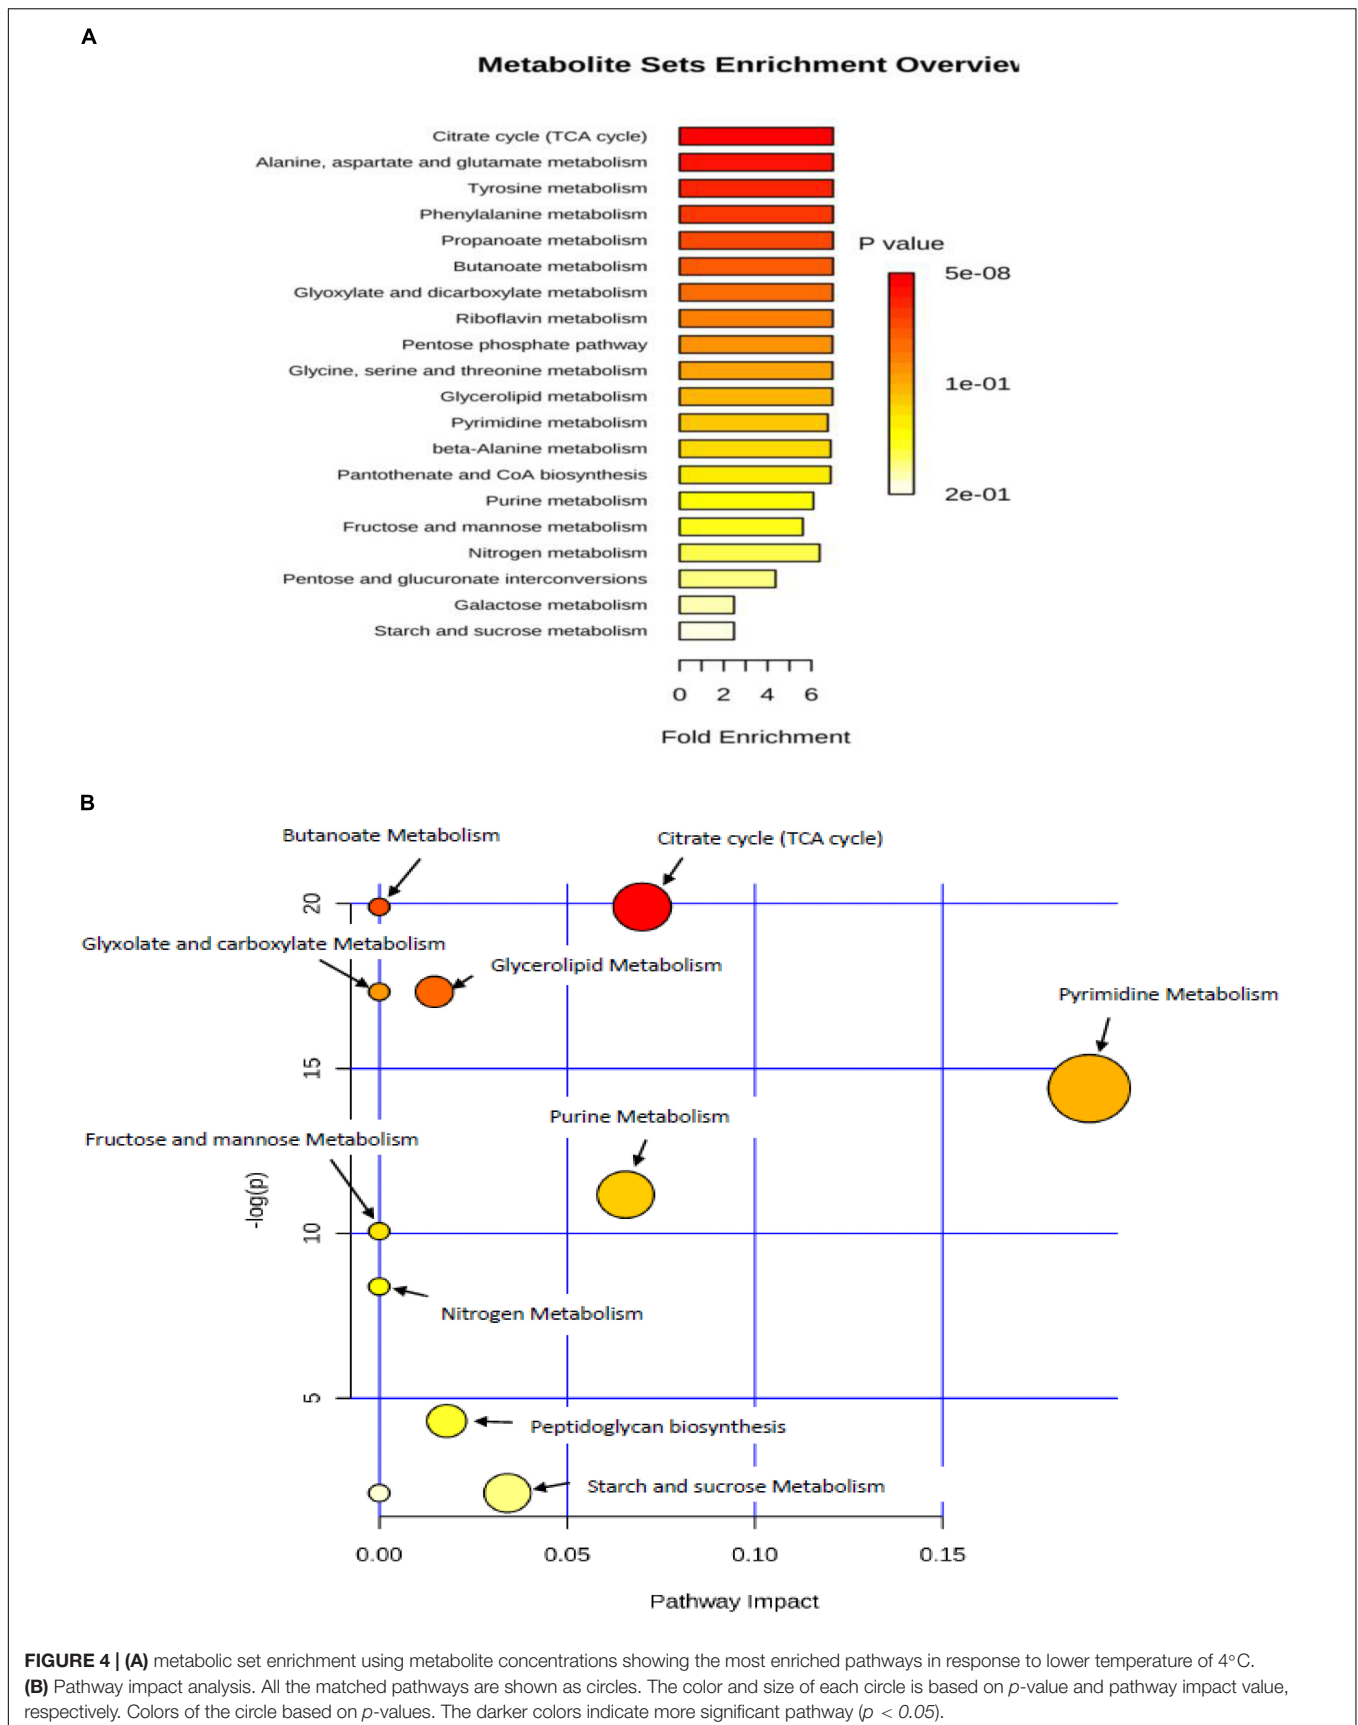 A
Metabolite Sets Enrichment Overview
Citrate cycle (TCA cycle)
Alanine, aspartate and glutamate metabolism
Tyrosine metabolism
Phenylalanine metabolism
Propanoate metabolism
Butanoate metabolism
Glyoxylate and dicarboxylate metabolism
Riboflavin metabolism
Pentose phosphate pathway
Glycine, serine and threonine metabolism
Glycerolipid metabolism
Pyrimidine metabolism
beta-Alanine metabolism
Pantothenate and CoA biosynthesis
Purine metabolism
Fructose and mannose metabolism
Nitrogen metabolism
Pentose and glucuronate interconversions
Galactose metabolism
Starch and sucrose metabolism
P value
5e-08
1e-01
2e-01
0 2 4 6
Fold Enrichment
B
Butanoate Metabolism
Citrate cycle (TCA cycle)
20
Glyxolate and carboxylate Metabolism
Glycerolipid Metabolism
Pyrimidine Metabolism
15
Purine Metabolism
Fructose and mannose Metabolism
-log(p)
10
Nitrogen Metabolism
5
Peptidoglycan biosynthesis
Starch and sucrose Metabolism
0.00 0.05 0.10 0.15
Pathway Impact
FIGURE 4 | (A) metabolic set enrichment using metabolite concentrations showing the most enriched pathways in response to lower temperature of 4°C.
(B) Pathway impact analysis. All the matched pathways are shown as circles. The color and size of each circle is based on p-value and pathway impact value,
respectively. Colors of the circle based on p-values. The darker colors indicate more significant pathway (p < 0.05).